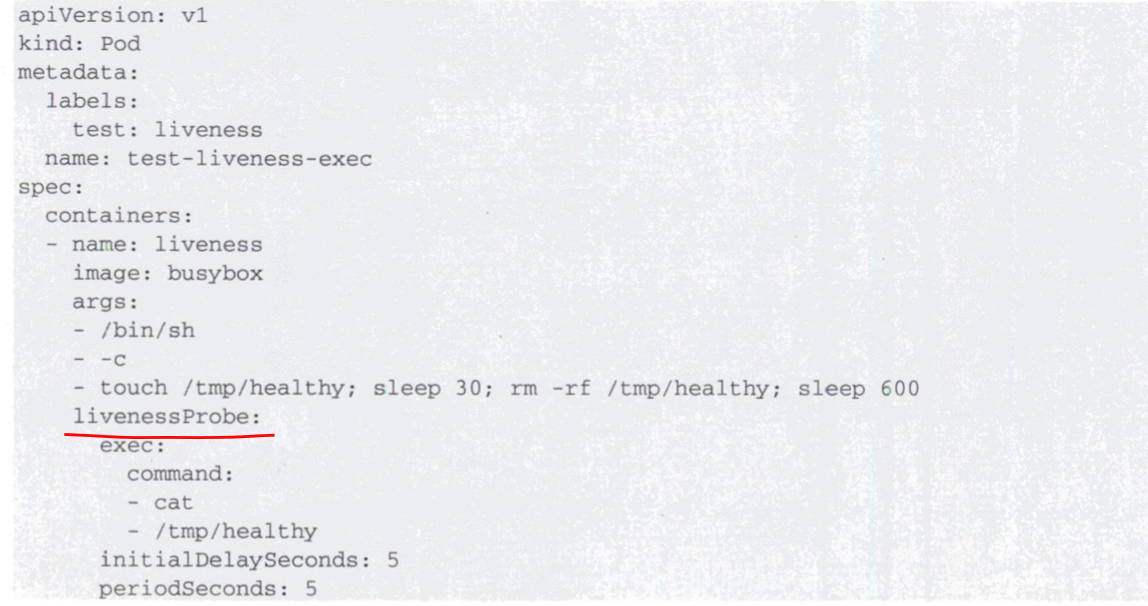 apiVersion: v1
kind: Pod
metadata:
  labels:
    test: liveness
  name: test-liveness-exec
spec:
  containers:
  - name: liveness
    image: busybox
    args:
    - /bin/sh
    - -c
    - touch /tmp/healthy; sleep 30; rm -rf /tmp/healthy; sleep 600
    livenessProbe:
      exec:
        command:
        - cat
        - /tmp/healthy
      initialDelaySeconds: 5
      periodSeconds: 5